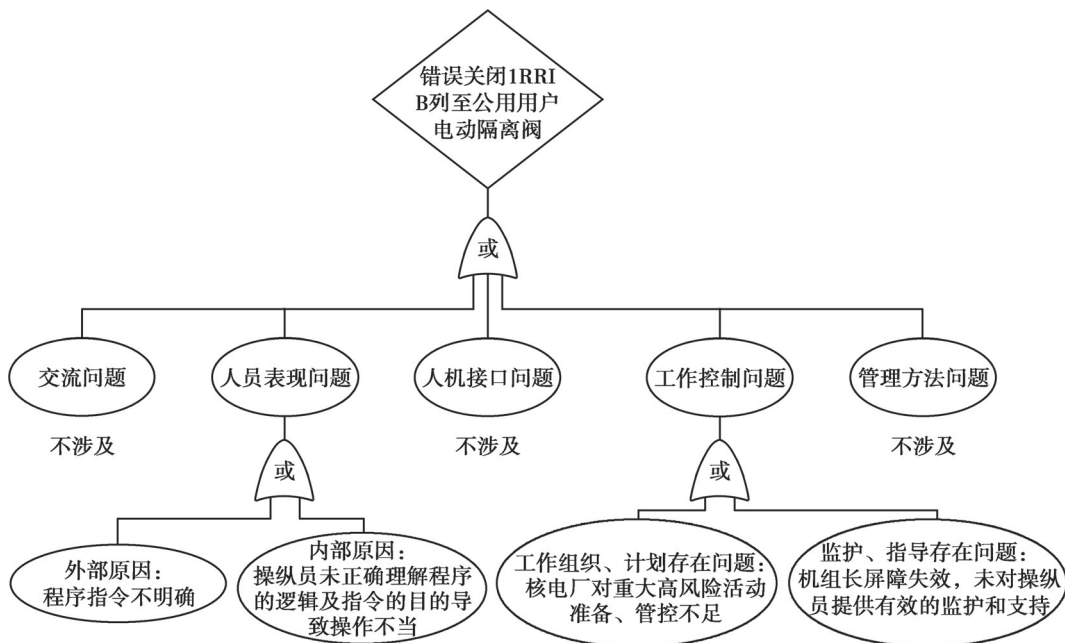 错误关闭1RRI
B列至公用用户
电动隔离阀
或
交流问题
人员表现问题
人机接口问题
工作控制问题
管理方法问题
不涉及
不涉及
不涉及
或
或
外部原因：
程序指令不明确
内部原因：
操纵员未正确理解程序
的逻辑及指令的目的导
致操作不当
工作组织、计划存在问题：
核电厂对重大高风险活动
准备、管控不足
监护、指导存在问题：
机组长屏障失效，未对操纵
员提供有效的监护和支持